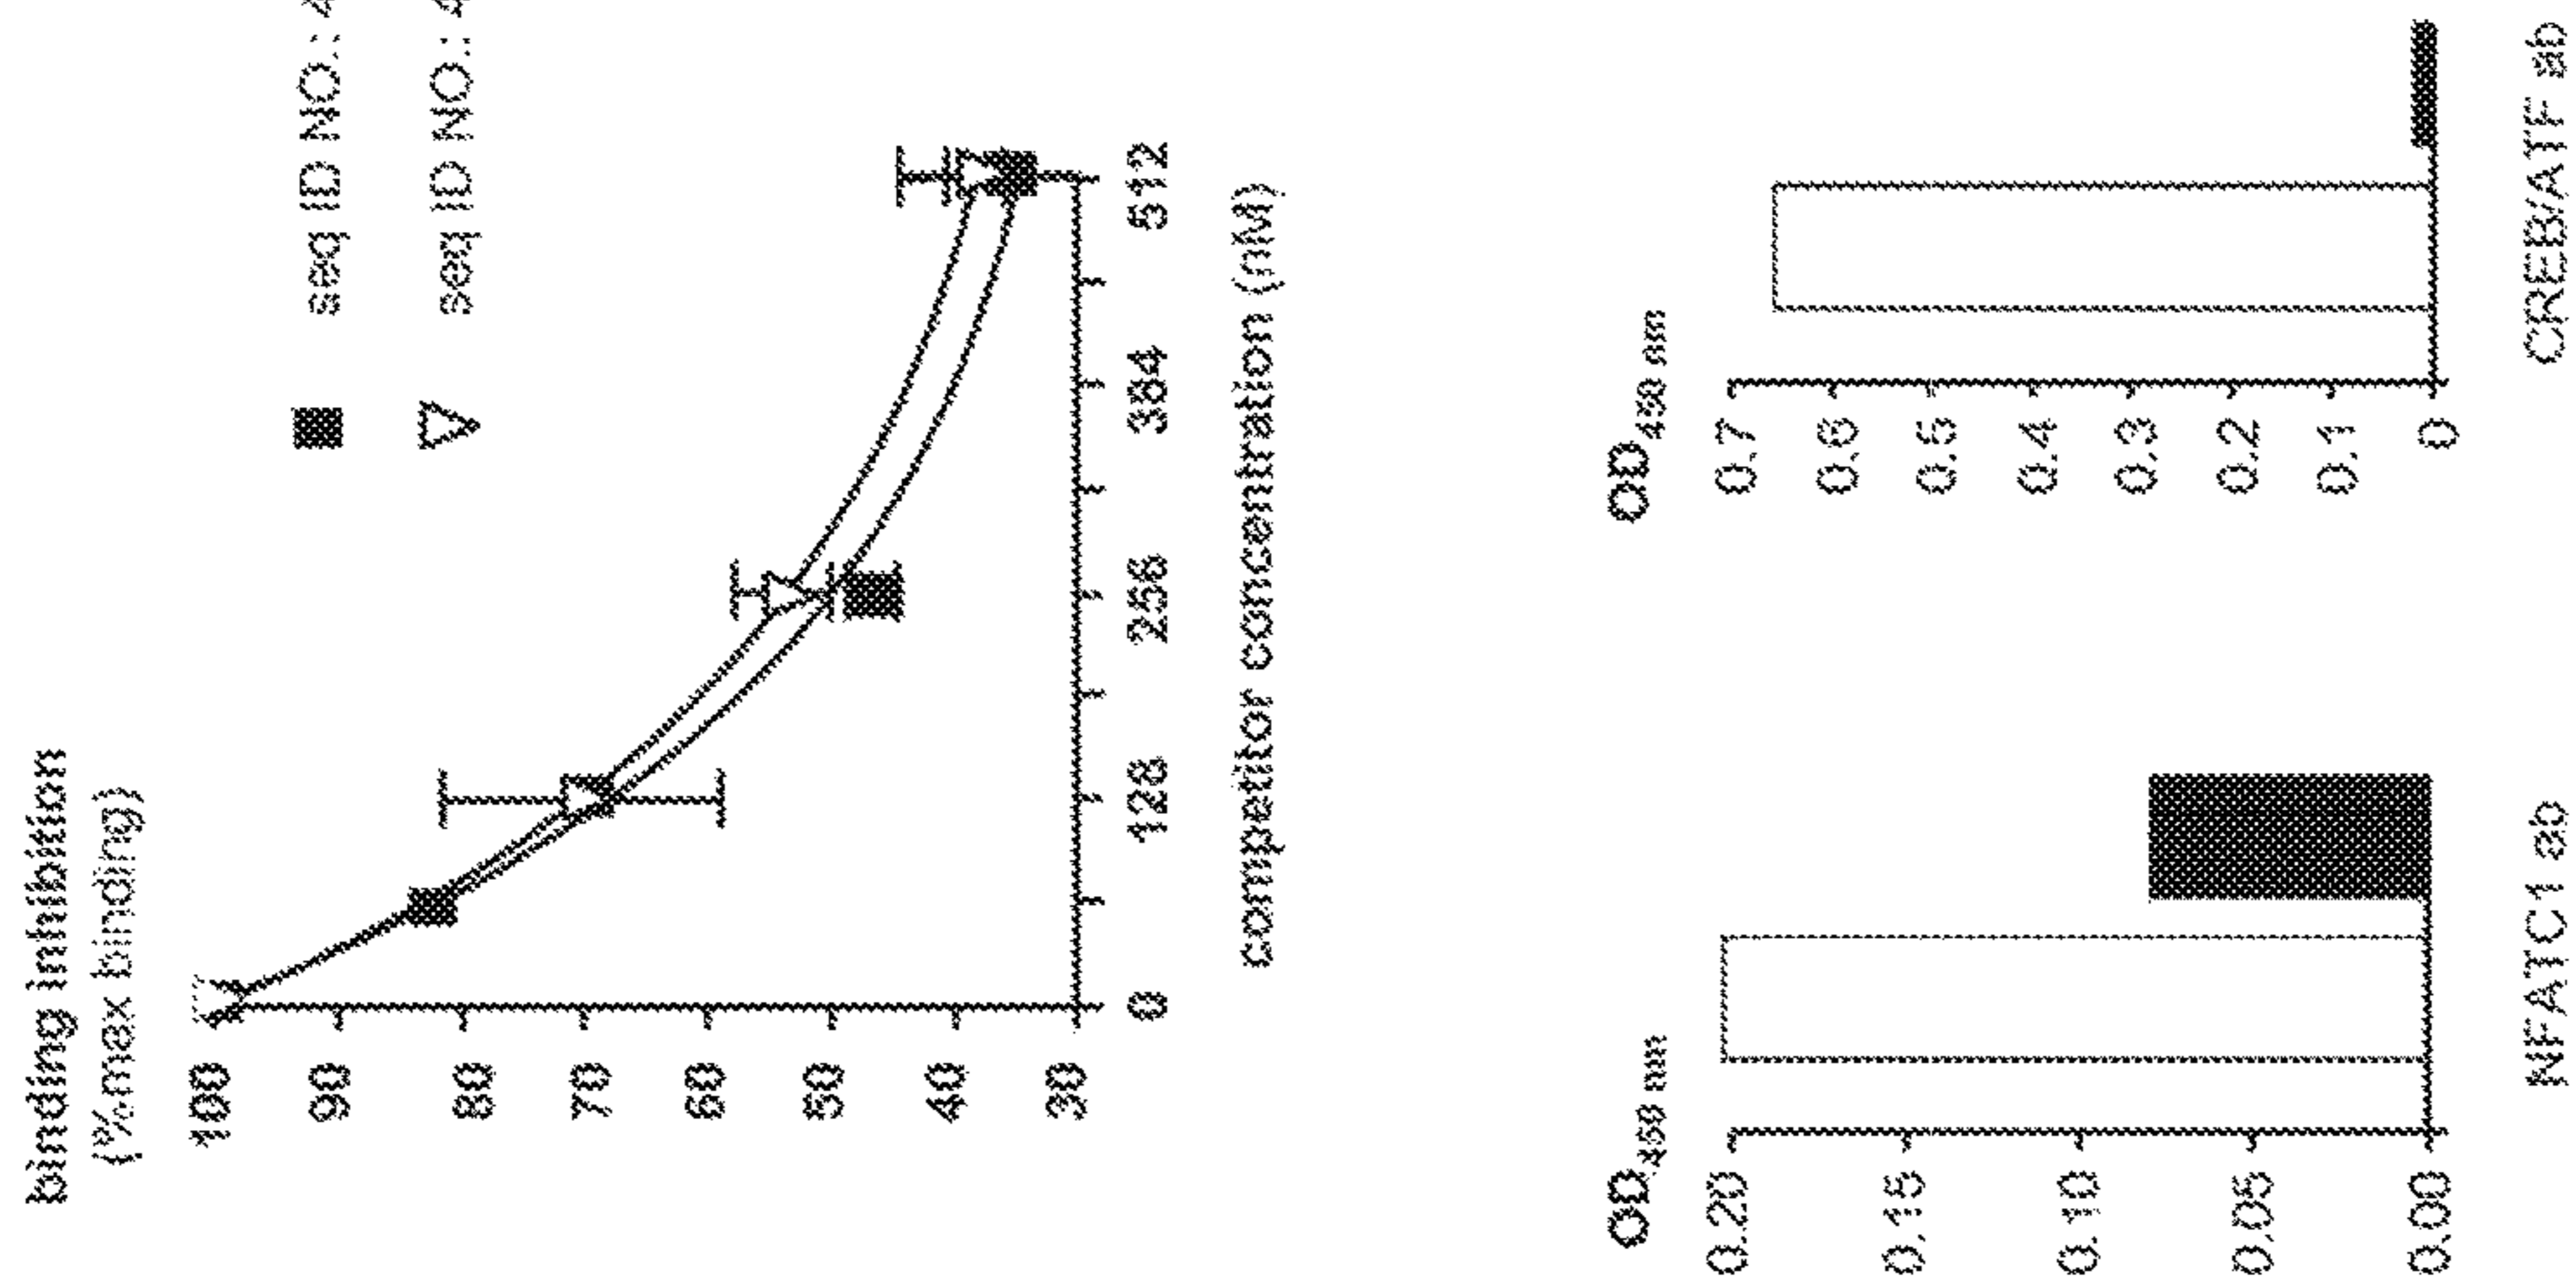 binding inhibition
(%max binding)
100
90
80
70
60
50
40
30
0
128
256
384
512
competitor concentration (nM)
seq ID NO.: 4
seq ID NO.: 4
OD450 nm
0.20
0.15
0.10
0.05
0.00
NFATC1 ab
OD450 nm
0.7
0.6
0.5
0.4
0.3
0.2
0.1
0
CREB/ATF ab